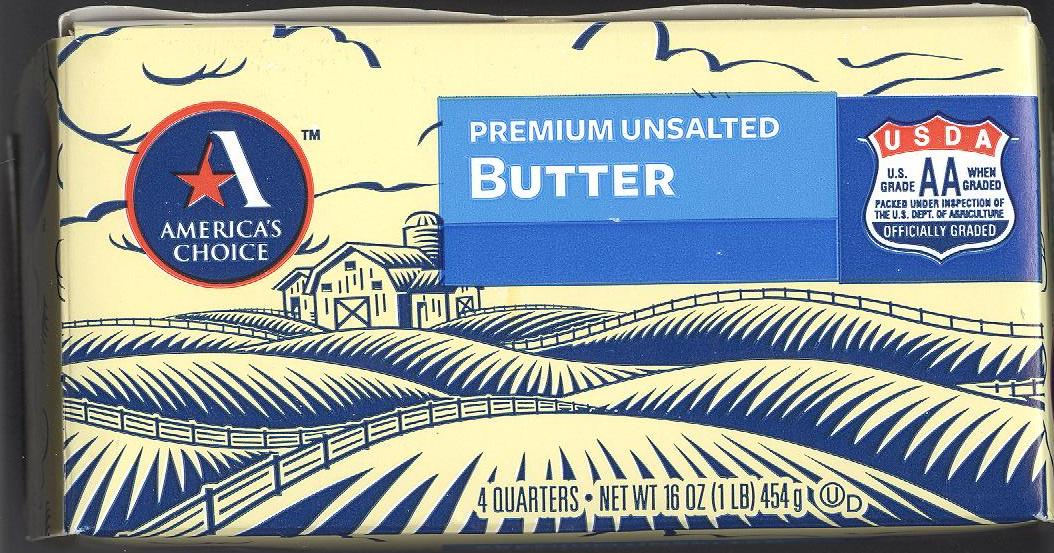 A
AMERICA'S
CHOICE
TM
PREMIUM UNSALTED
BUTTER
USDA
U.S. GRADE AA WHEN GRADED
PACKED UNDER INSPECTION OF
THE U.S. DEPT. OF AGRICULTURE
OFFICIALLY GRADED
4 QUARTERS • NET WT 16 OZ (1 LB) 454 g Ⓤ D